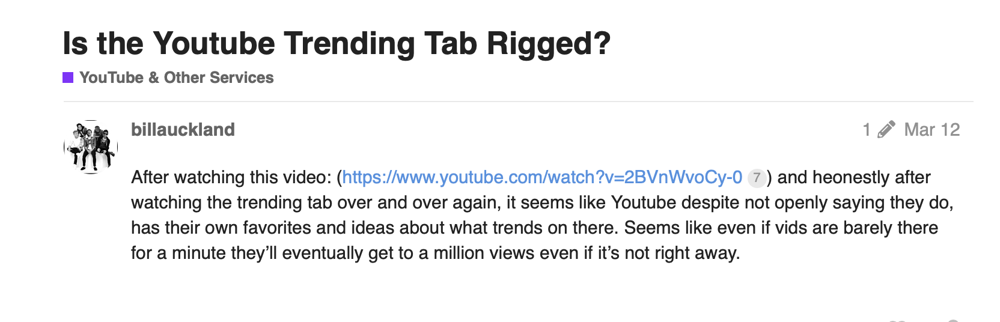 Is the Youtube Trending Tab Rigged?
YouTube & Other Services
billauckland
1 Mar 12
After watching this video: (https://www.youtube.com/watch?v=2BVnWvoCy-0 7) and heonestly after
watching the trending tab over and over again, it seems like Youtube despite not openly saying they do,
has their own favorites and ideas about what trends on there. Seems like even if vids are barely there
for a minute they’ll eventually get to a million views even if it’s not right away.